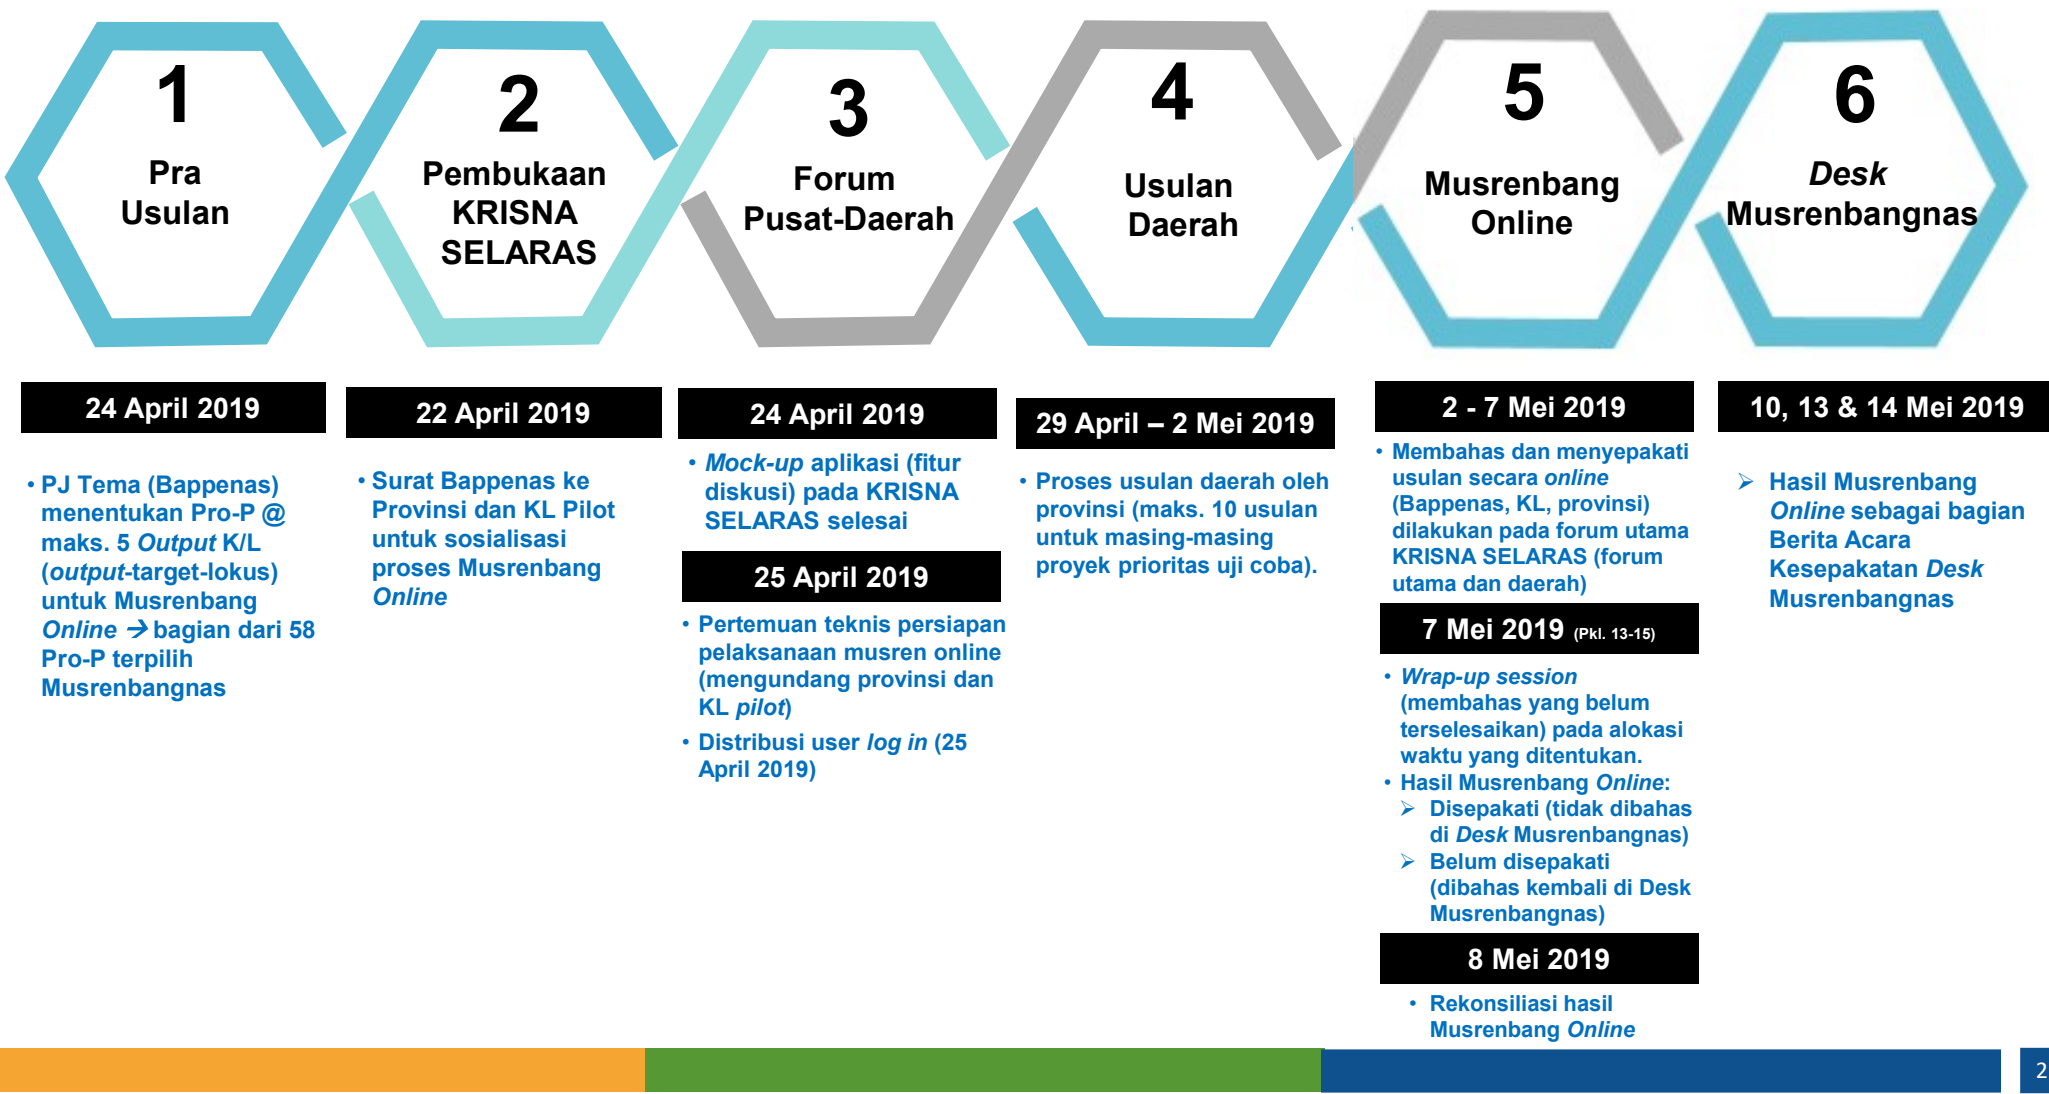 1
Pra
Usulan
24 April 2019
• PJ Tema (Bappenas)
menentukan Pro-P @
maks. 5 Output K/L
(output-target-lokus)
untuk Musrenbang
Online → bagian dari 58
Pro-P terpilih
Musrenbangnas
2
Pembukaan
KRISNA
SELARAS
22 April 2019
• Surat Bappenas ke
Provinsi dan KL Pilot
untuk sosialisasi
proses Musrenbang
Online
3
Forum
Pusat-Daerah
24 April 2019
• Mock-up aplikasi (fitur
diskusi) pada KRISNA
SELARAS selesai
25 April 2019
• Pertemuan teknis persiapan
pelaksanaan musren online
(mengundang provinsi dan
KL pilot)
• Distribusi user log in (25
April 2019)
4
Usulan
Daerah
29 April – 2 Mei 2019
• Proses usulan daerah oleh
provinsi (maks. 10 usulan
untuk masing-masing
proyek prioritas uji coba).
5
Musrenbang
Online
2 - 7 Mei 2019
• Membahas dan menyepakati
usulan secara online
(Bappenas, KL, provinsi)
dilakukan pada forum utama
KRISNA SELARAS (forum
utama dan daerah)
7 Mei 2019 (Pkl. 13-15)
• Wrap-up session
(membahas yang belum
terselesaikan) pada alokasi
waktu yang ditentukan.
• Hasil Musrenbang Online:
➢ Disepakati (tidak dibahas
di Desk Musrenbangnas)
➢ Belum disepakati
(dibahas kembali di Desk
Musrenbangnas)
8 Mei 2019
• Rekonsiliasi hasil
Musrenbang Online
6
Desk
Musrenbangnas
10, 13 & 14 Mei 2019
➢ Hasil Musrenbang
Online sebagai bagian
Berita Acara
Kesepakatan Desk
Musrenbangnas
2